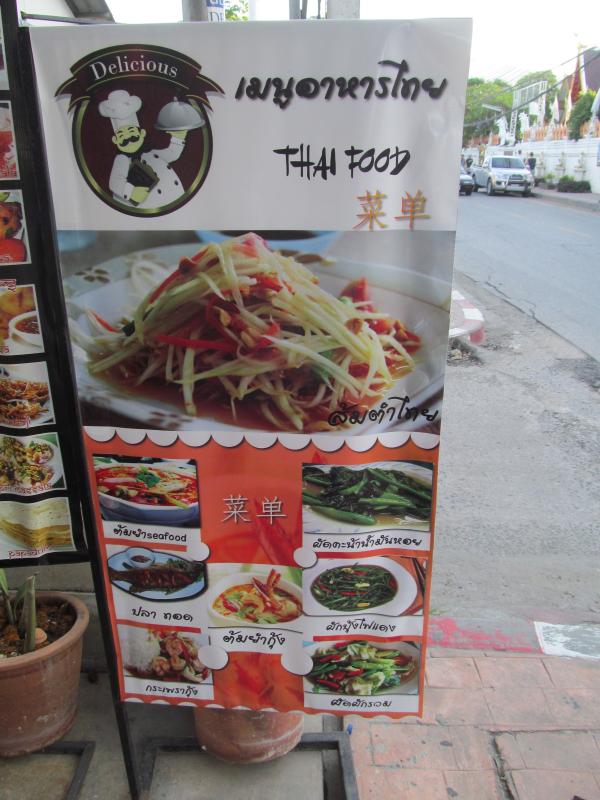 Delicious
เมนูอาหารไทย
THAI FOOD
菜单
ส้มตำไทย
菜单
ต้มยำseafood
ผัดคะน้าน้ำมันหอย
ปลา ทอด
ต้มยำกุ้ง
ผักบุ้งไฟแดง
กระเพรากุ้ง
ผัดผักรวม